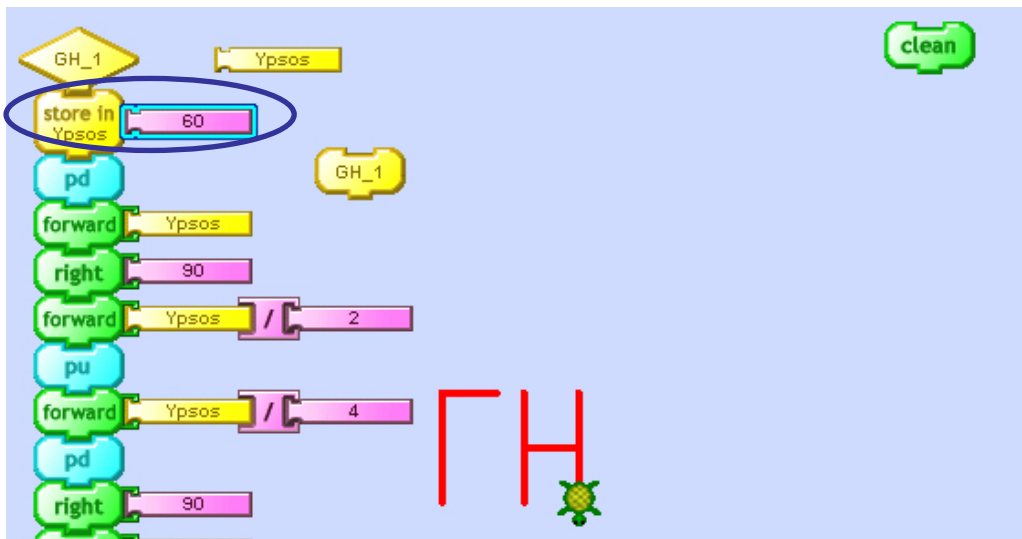 GH_1
Ypsos
clean
store in
Ypsos
60
pd
GH_1
forward Ypsos
right 90
forward Ypsos / 2
pu
forward Ypsos / 4
pd
right 90
ΓΗ